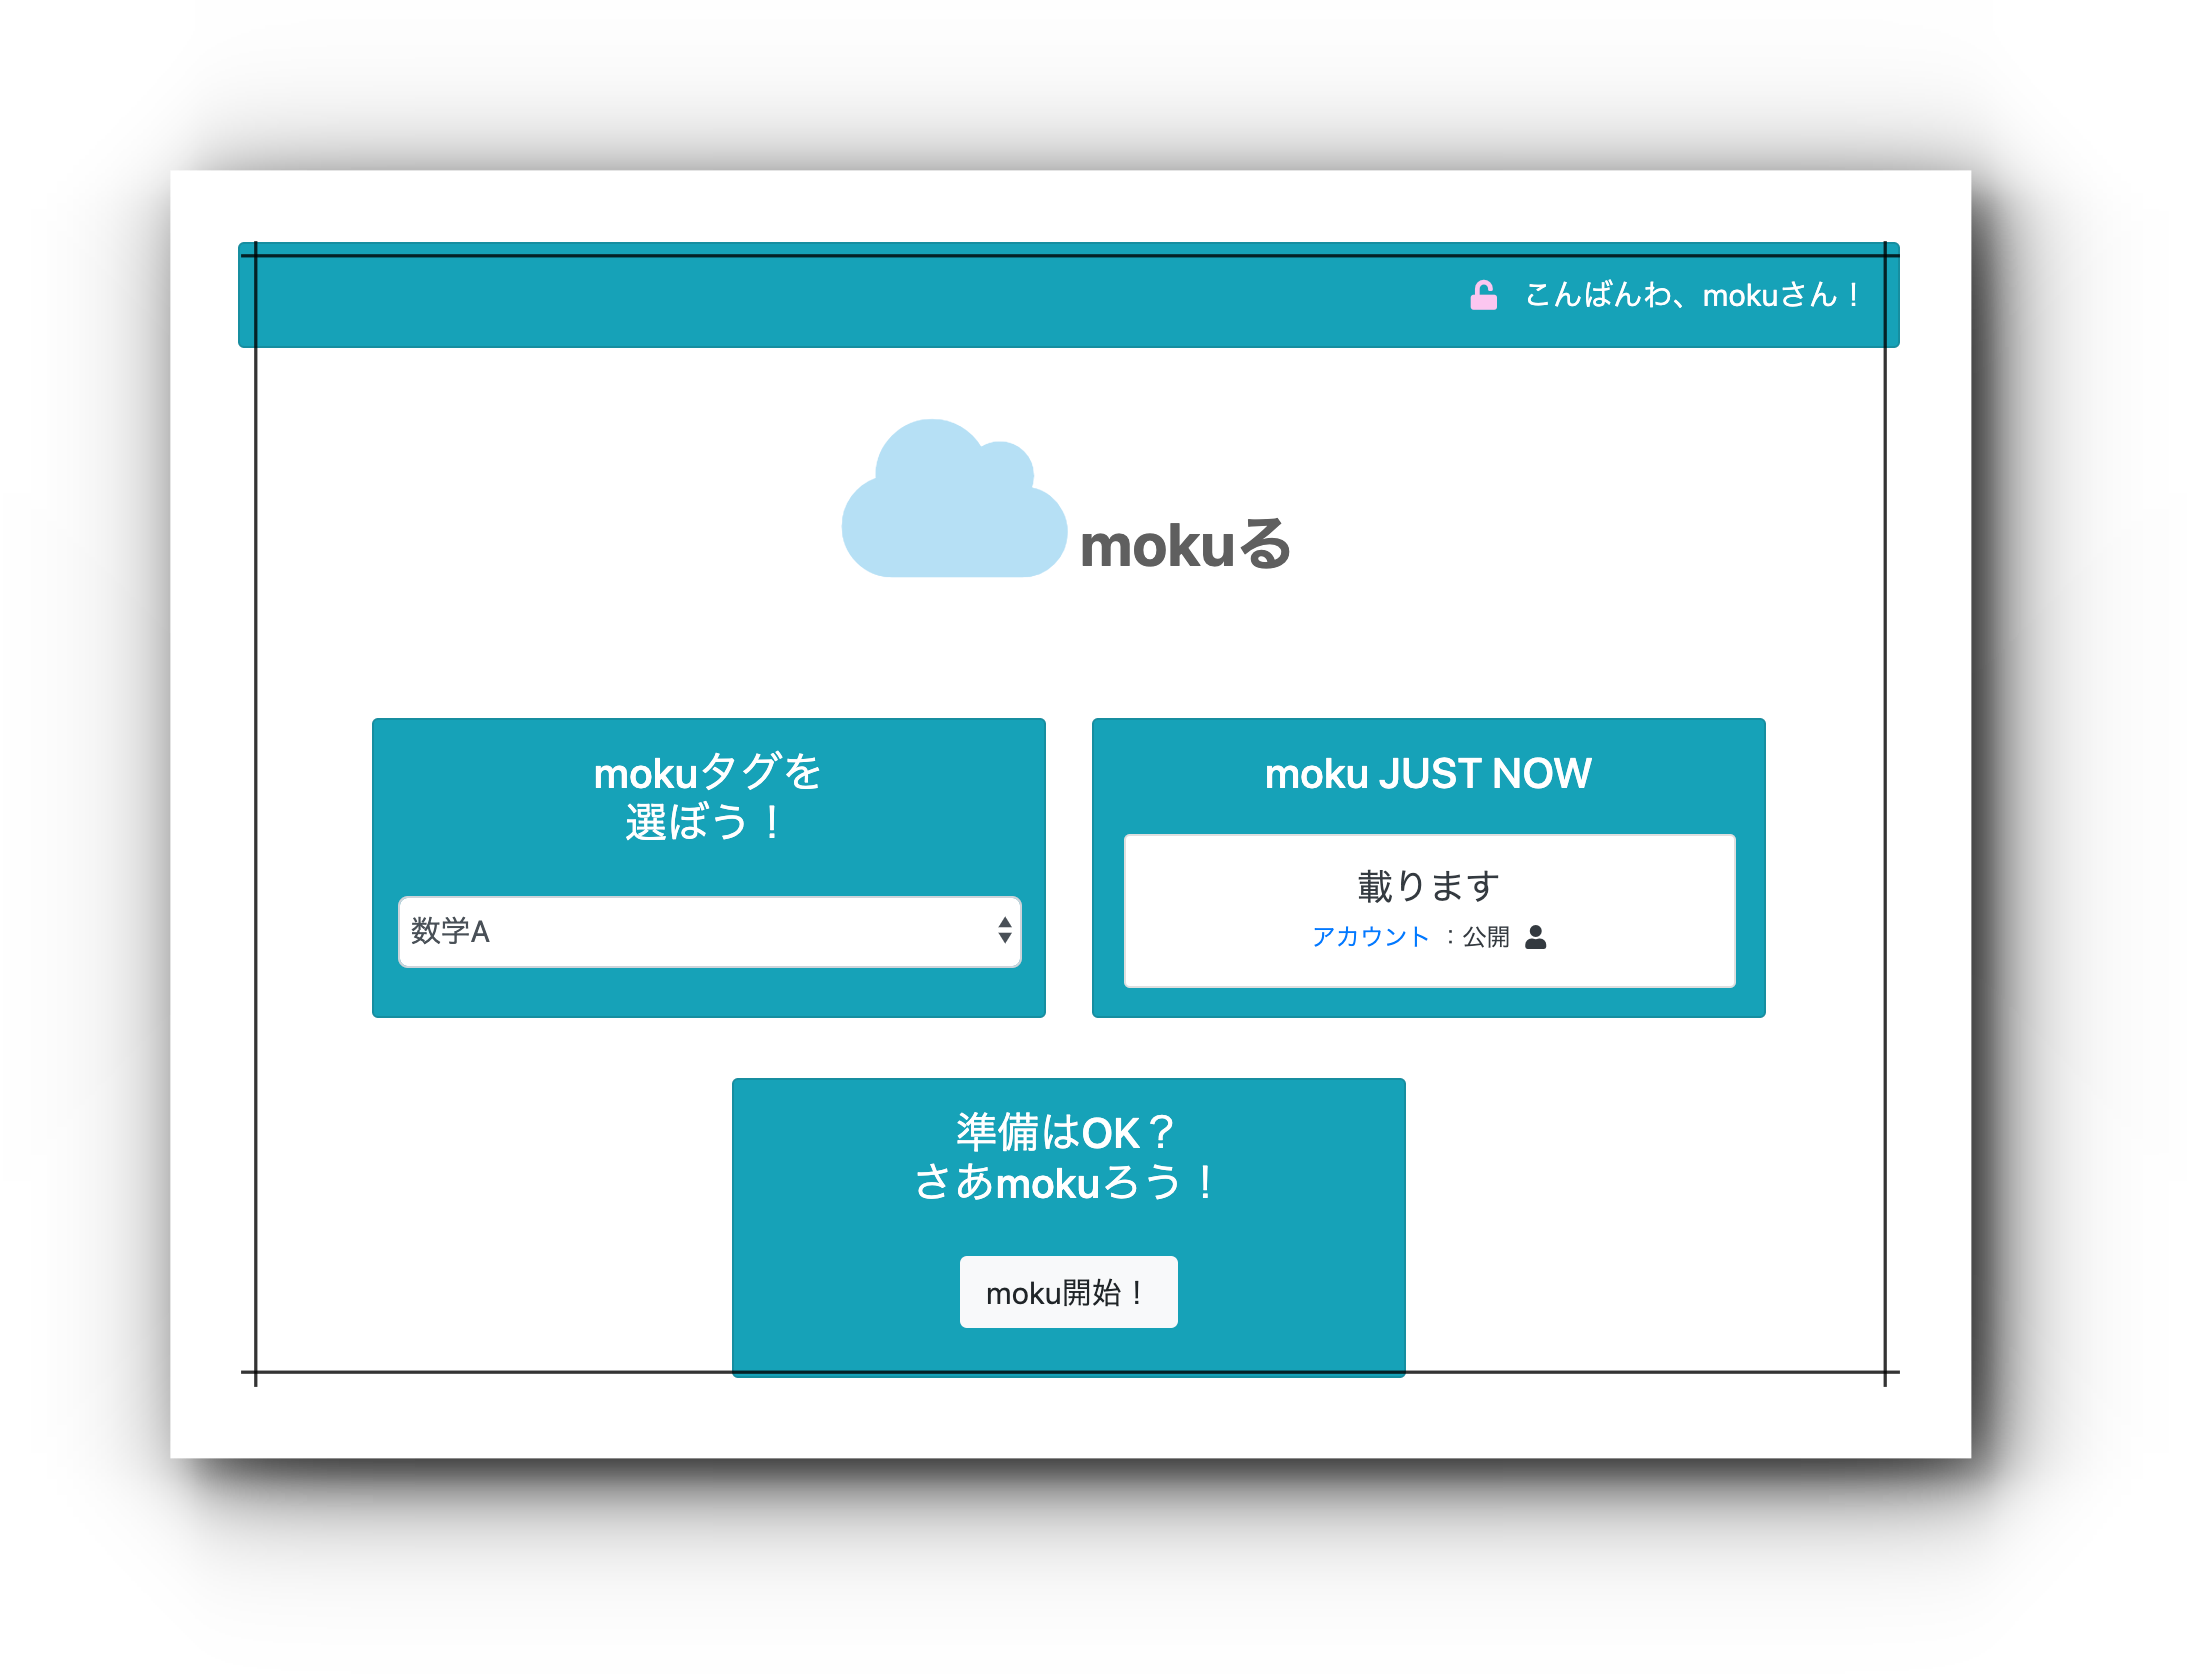 こんばんわ、mokuさん！
mokuる
mokuタグを
選ぼう！
数学A
moku JUST NOW
載ります
アカウント ：公開
準備はOK？
さあmokuろう！
moku開始！